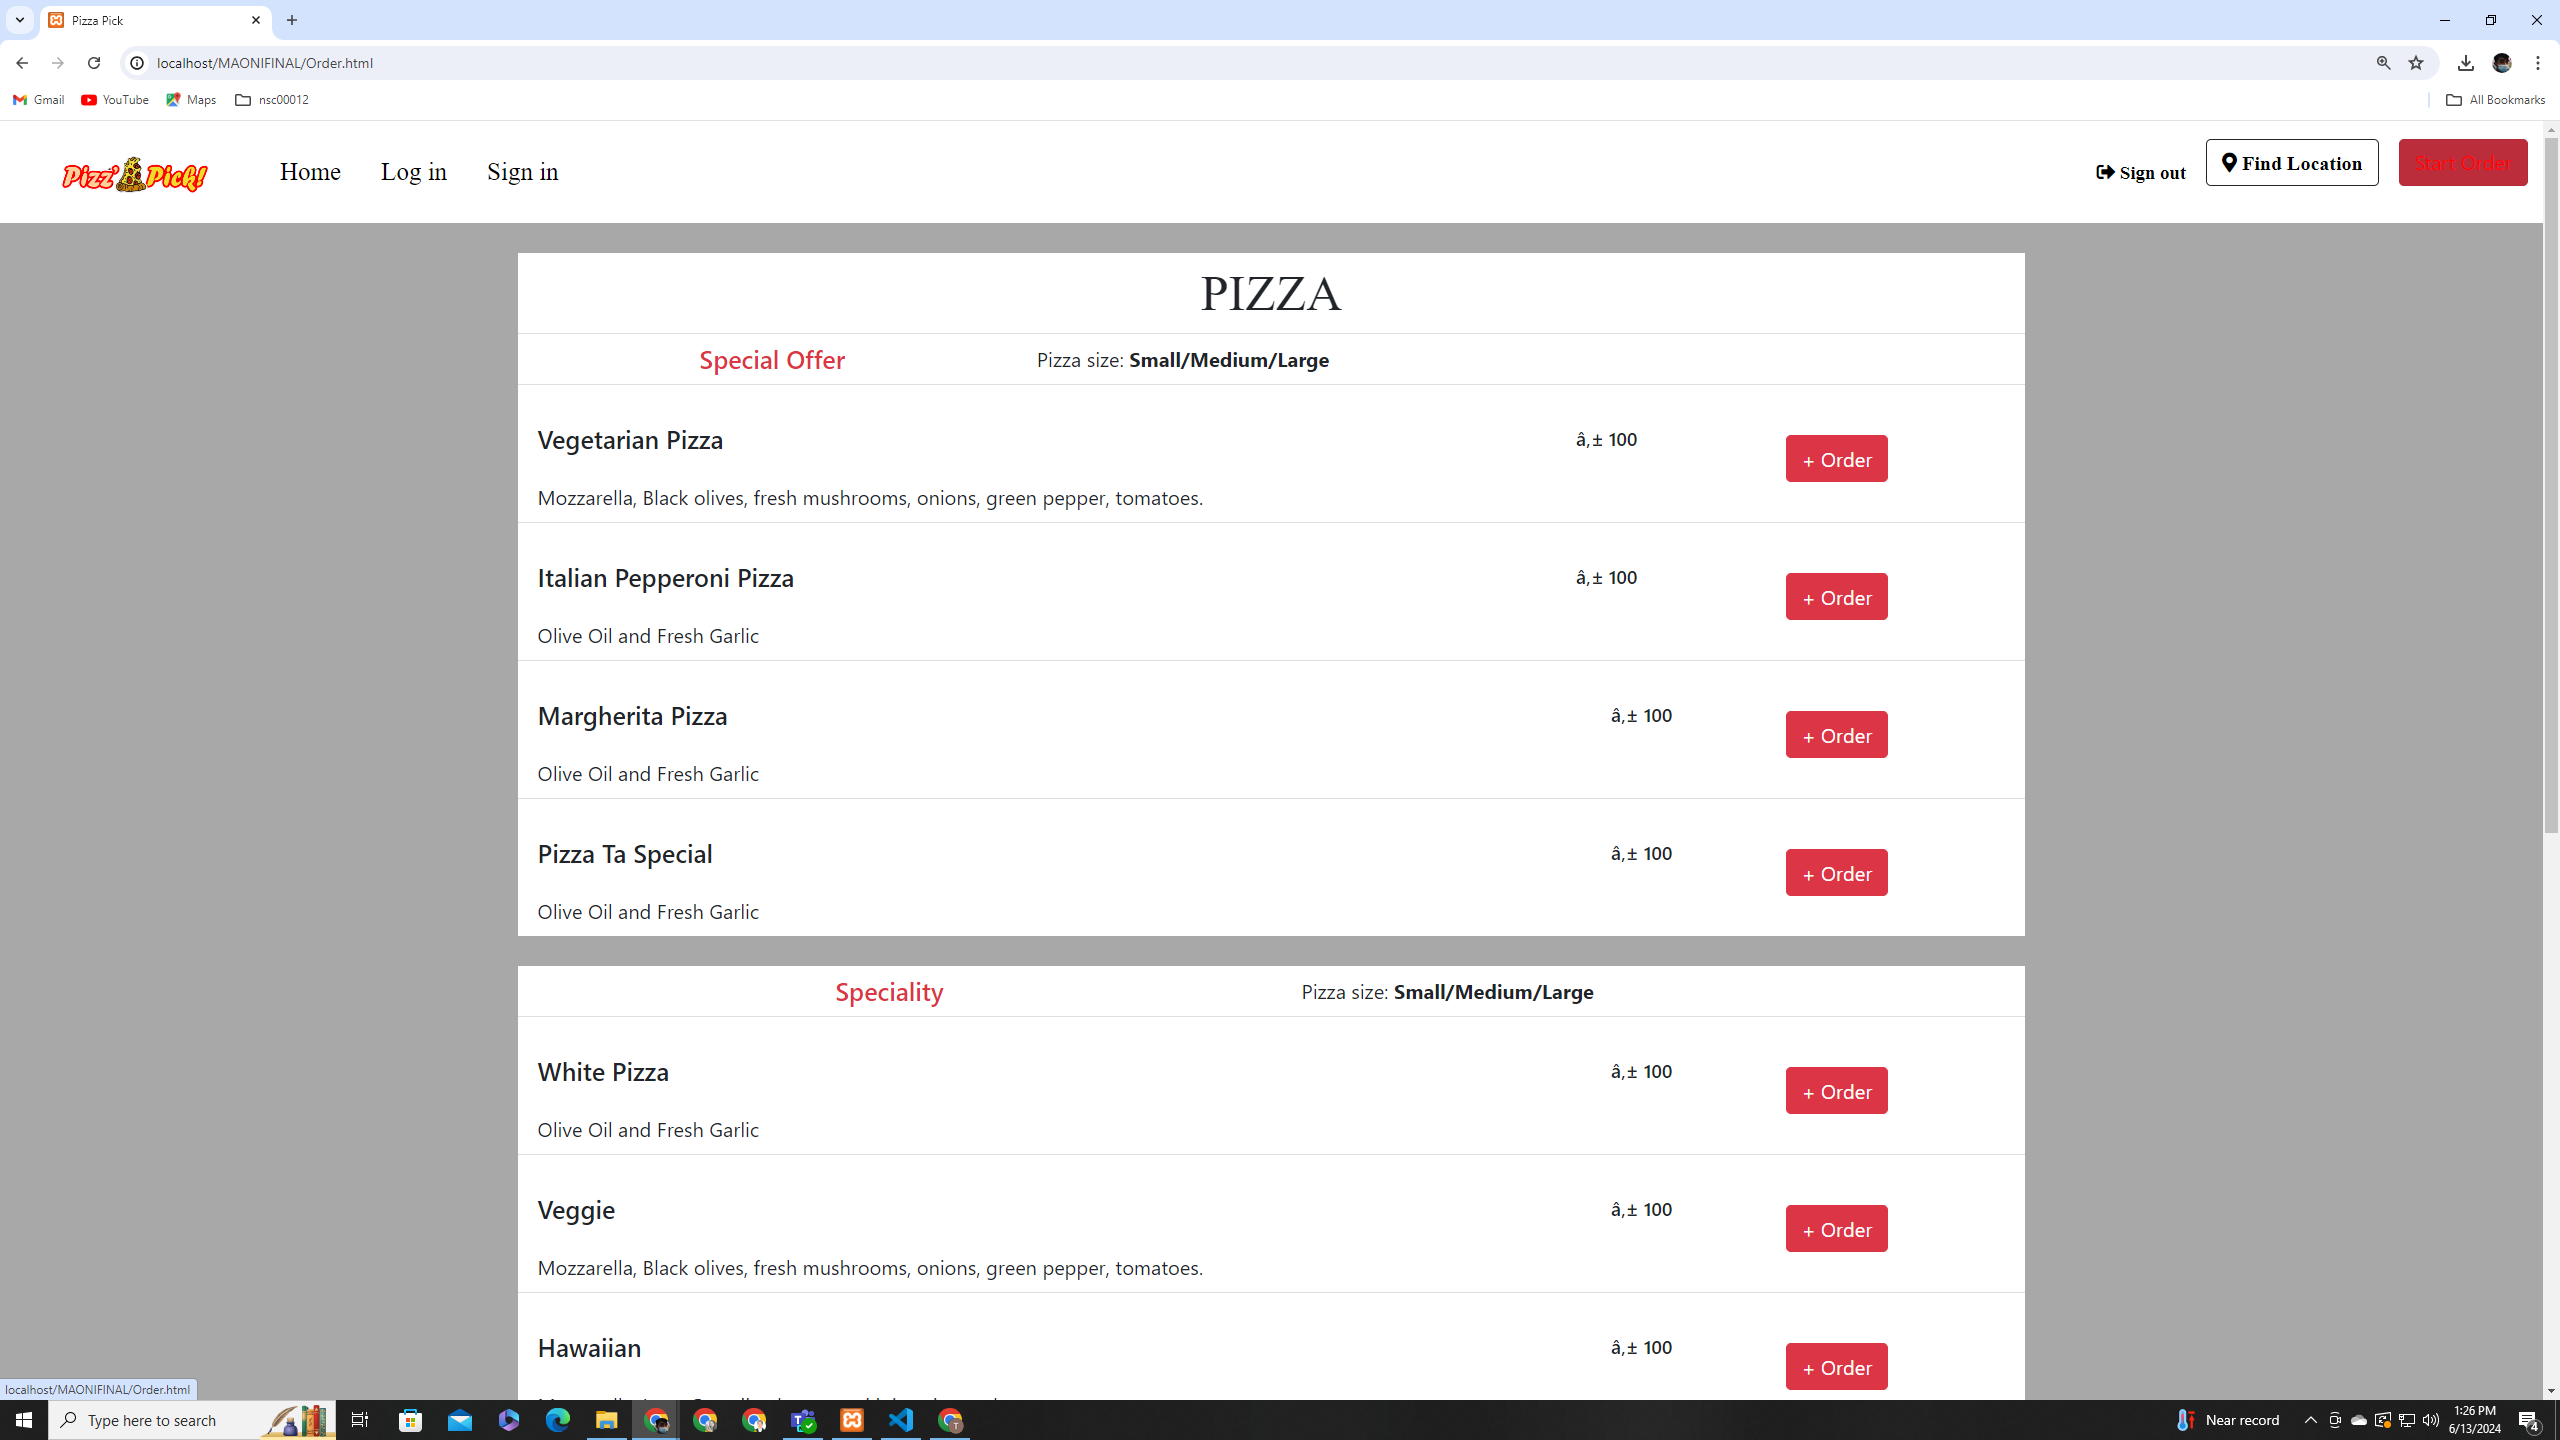 Pizza Pick
localhost/MAONIFINAL/Order.html
Gmail YouTube Maps nsc00012 All Bookmarks
Pizz' Pick! Home Log in Sign in Sign out Find Location Start Order
PIZZA
Special Offer Pizza size: Small/Medium/Large
Vegetarian Pizza â‚± 100 + Order
Mozzarella, Black olives, fresh mushrooms, onions, green pepper, tomatoes.
Italian Pepperoni Pizza â‚± 100 + Order
Olive Oil and Fresh Garlic
Margherita Pizza â‚± 100 + Order
Olive Oil and Fresh Garlic
Pizza Ta Special â‚± 100 + Order
Olive Oil and Fresh Garlic
Speciality Pizza size: Small/Medium/Large
White Pizza â‚± 100 + Order
Olive Oil and Fresh Garlic
Veggie â‚± 100 + Order
Mozzarella, Black olives, fresh mushrooms, onions, green pepper, tomatoes.
Hawaiian â‚± 100 + Order
localhost/MAONIFINAL/Order.html
Type here to search Near record 1:26 PM
6/13/2024 4